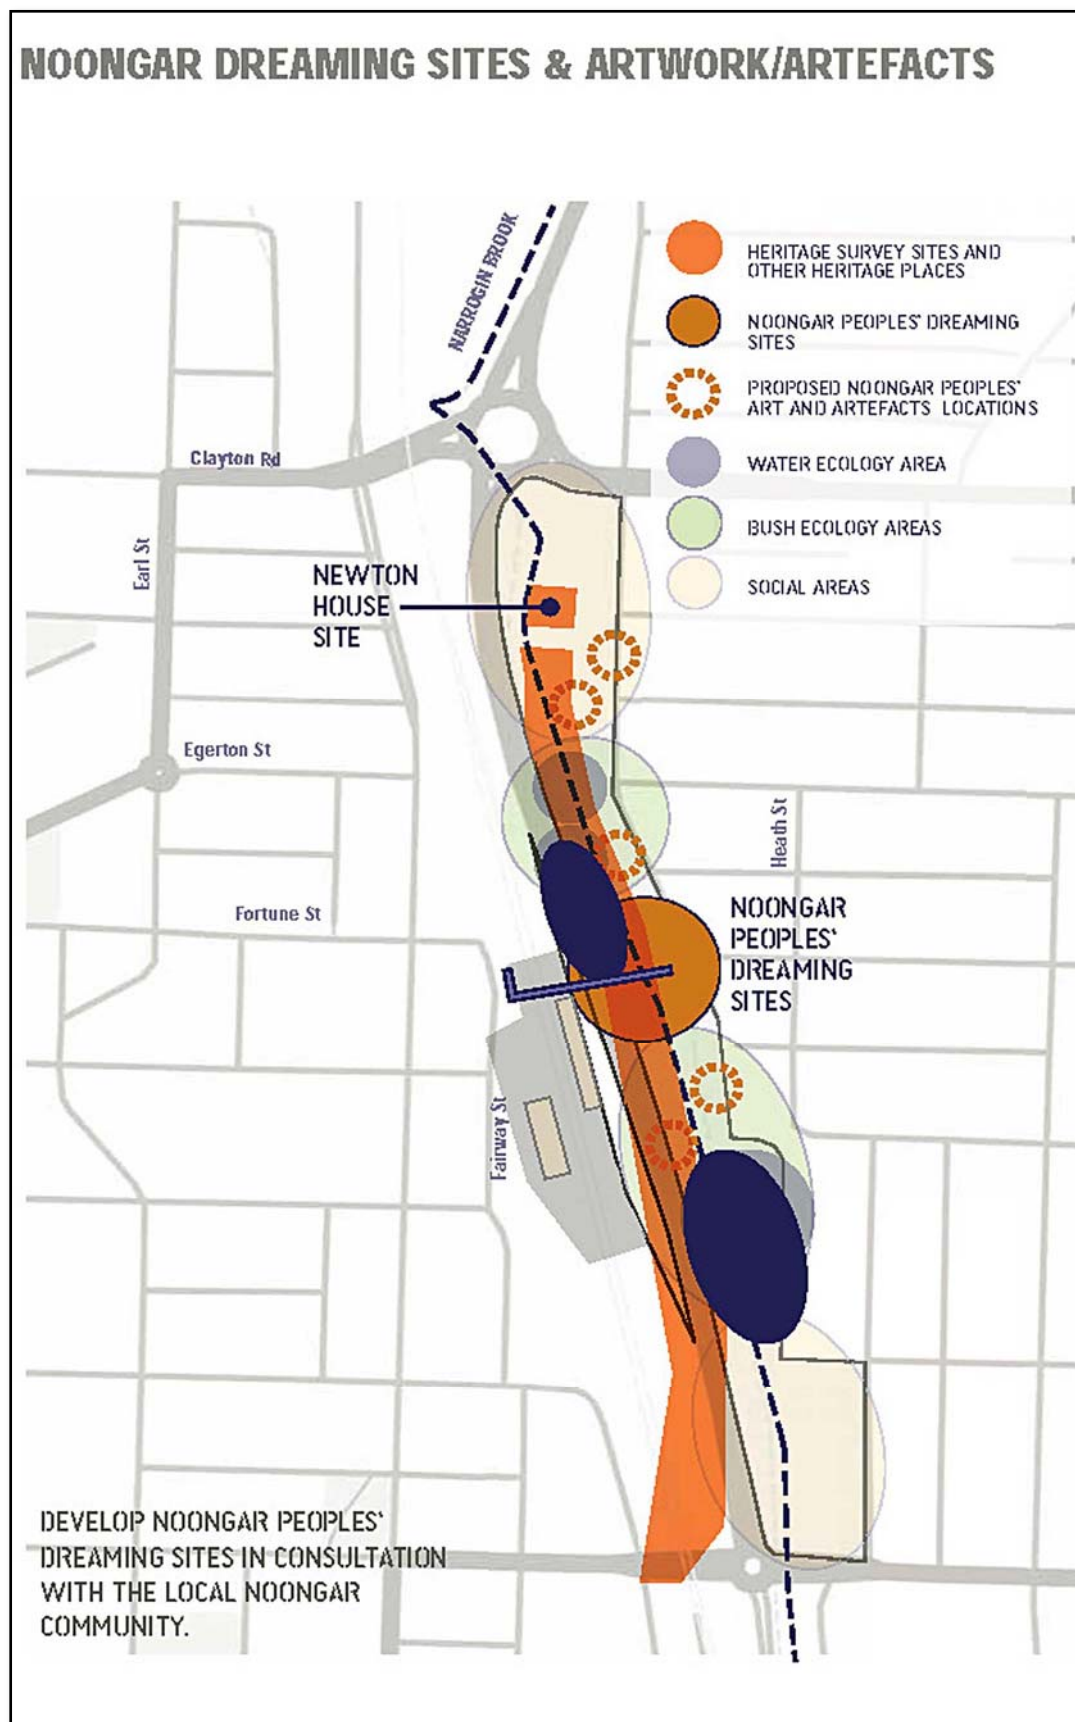 NOONGAR DREAMING SITES & ARTWORK/ARTEFACTS
NARROGIN BROOK
HERITAGE SURVEY SITES AND
OTHER HERITAGE PLACES
NOONGAR PEOPLES' DREAMING
SITES
PROPOSED NOONGAR PEOPLES'
ART AND ARTEFACTS LOCATIONS
WATER ECOLOGY AREA
BUSH ECOLOGY AREAS
SOCIAL AREAS
Clayton Rd
Earl St
NEWTON
HOUSE
SITE
Egerton St
Heath St
Fortune St
NOONGAR
PEOPLES'
DREAMING
SITES
Fairway St
DEVELOP NOONGAR PEOPLES'
DREAMING SITES IN CONSULTATION
WITH THE LOCAL NOONGAR
COMMUNITY.